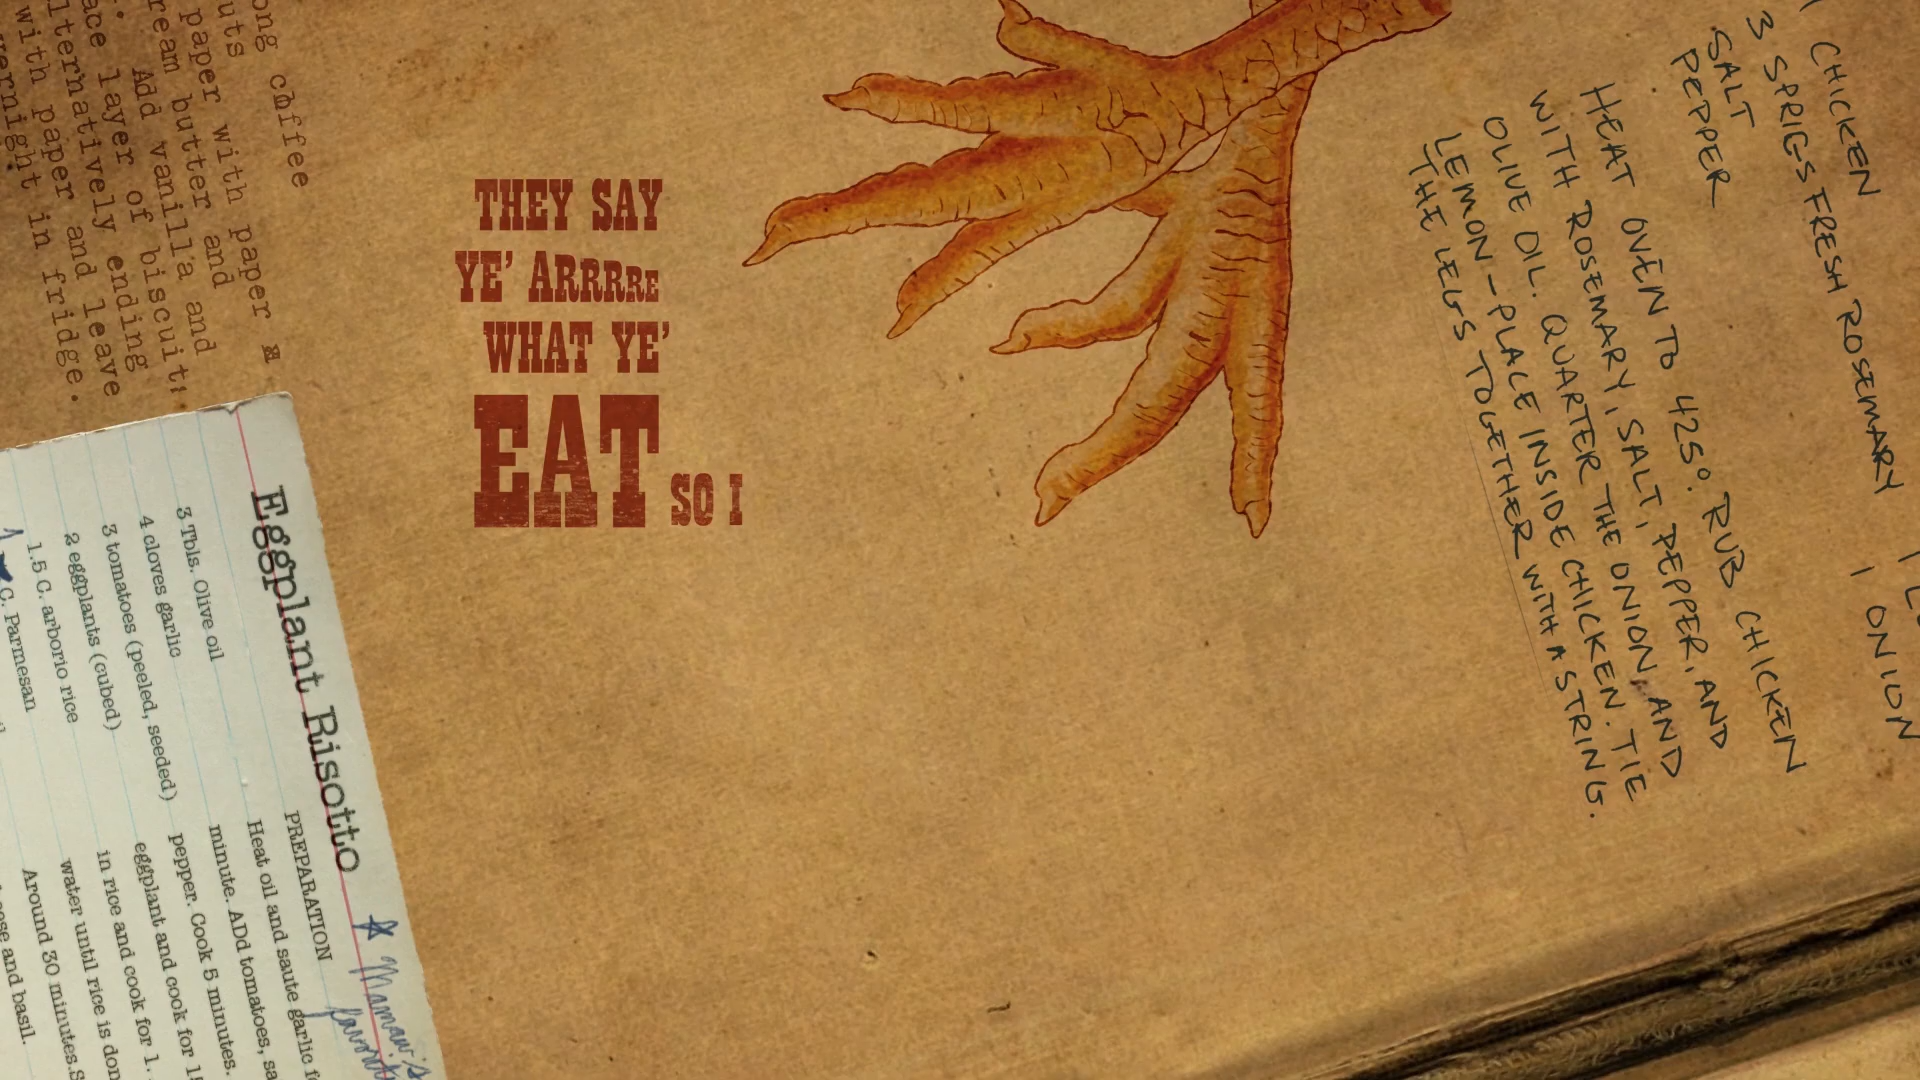 THEY SAY
YE' ARRRRE
WHAT YE'
EAT SO I
ong coffee
uts
paper with paper
ream butter and
Add vanilla and
ace layer of biscuit
lternatively ending
with paper and leave
vernight in fridge.
Eggplant Risotto
3 Tbls. Olive oil
4 cloves garlic
3 tomatoes (peeled, seeded)
2 eggplants (cubed)
1.5 C. arborio rice
C. Parmesan
PREPARATION
Heat oil and saute garlic
minute. ADd tomatoes,
pepper. Cook 5 minutes.
eggplant and cook for
in rice and cook for 1.
water until rice is
Around 30 minutes.
and basil.
Mamaw's
1 CHICKEN
3 SPRIGS FRESH ROSEMARY
SALT
PEPPER
1 ONION
HEAT OVEN TO 425°. RUB CHICKEN
WITH ROSEMARY, SALT, PEPPER, AND
OLIVE OIL. QUARTER THE ONION AND
LEMON - PLACE INSIDE CHICKEN. TIE
THE LEGS TOGETHER WITH A STRING.